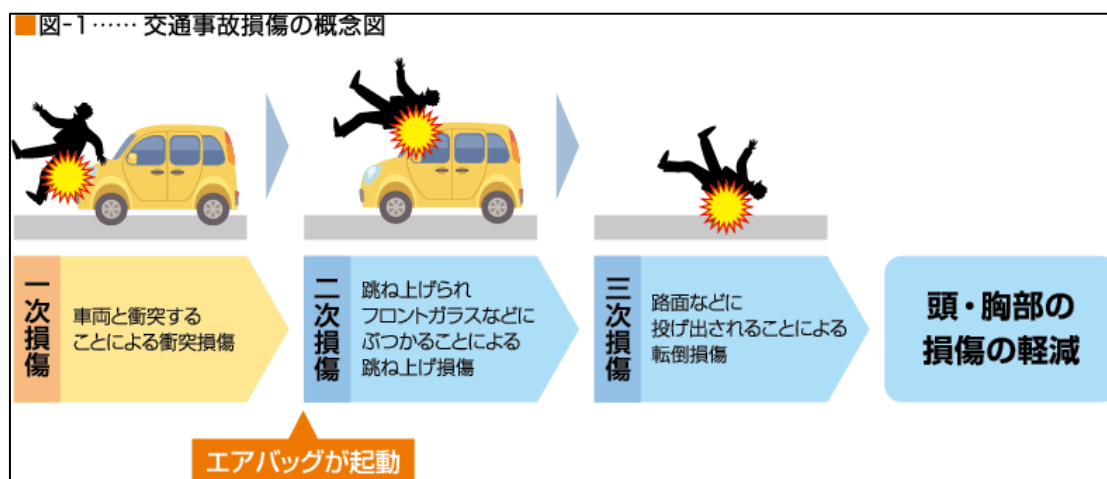 ■図-1…… 交通事故損傷の概念図
一次損傷
車両と衝突する
ことによる衝突損傷
二次損傷
跳ね上げられ
フロントガラスなどに
ぶつかることによる
跳ね上げ損傷
三次損傷
路面などに
投げ出されることによる
転倒損傷
頭・胸部の
損傷の軽減
エアバッグが起動